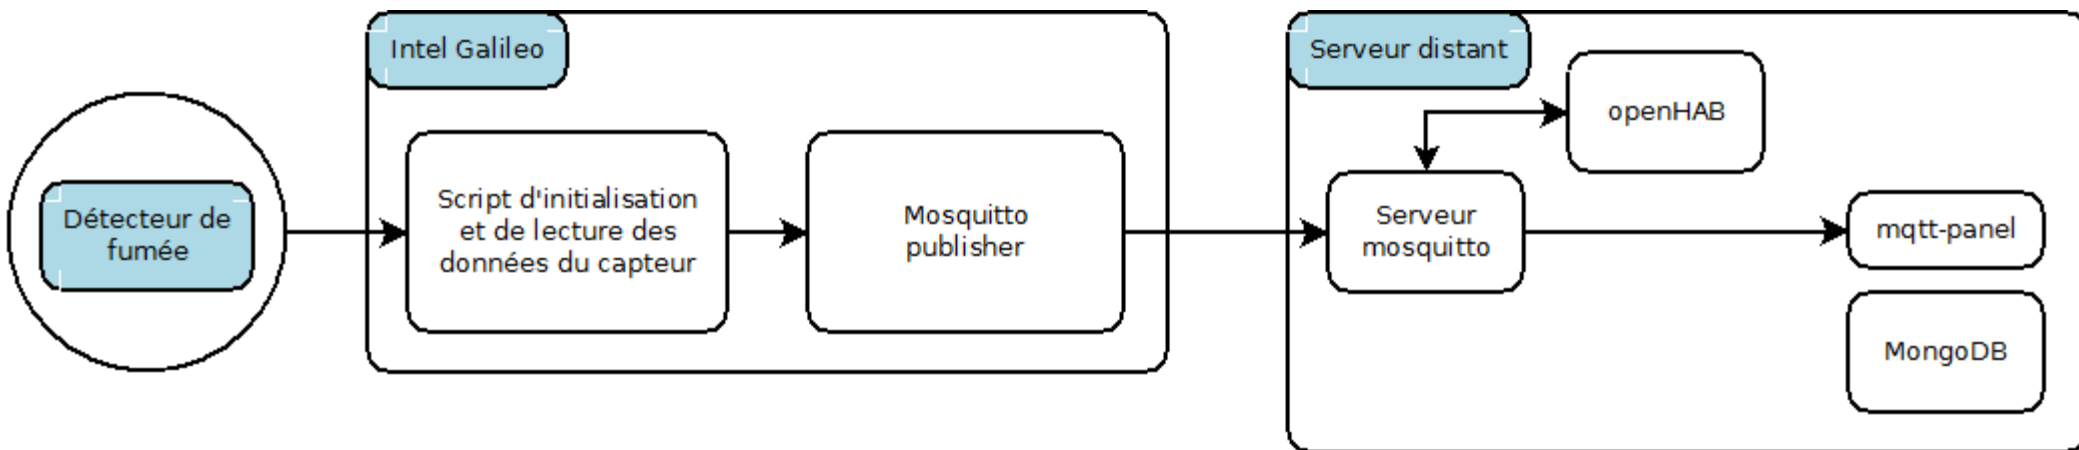 Intel Galileo
Serveur distant
openHAB
Détecteur de
fumée
Script d'initialisation
et de lecture des
données du capteur
Mosquitto
publisher
Serveur
mosquitto
mqtt-panel
MongoDB